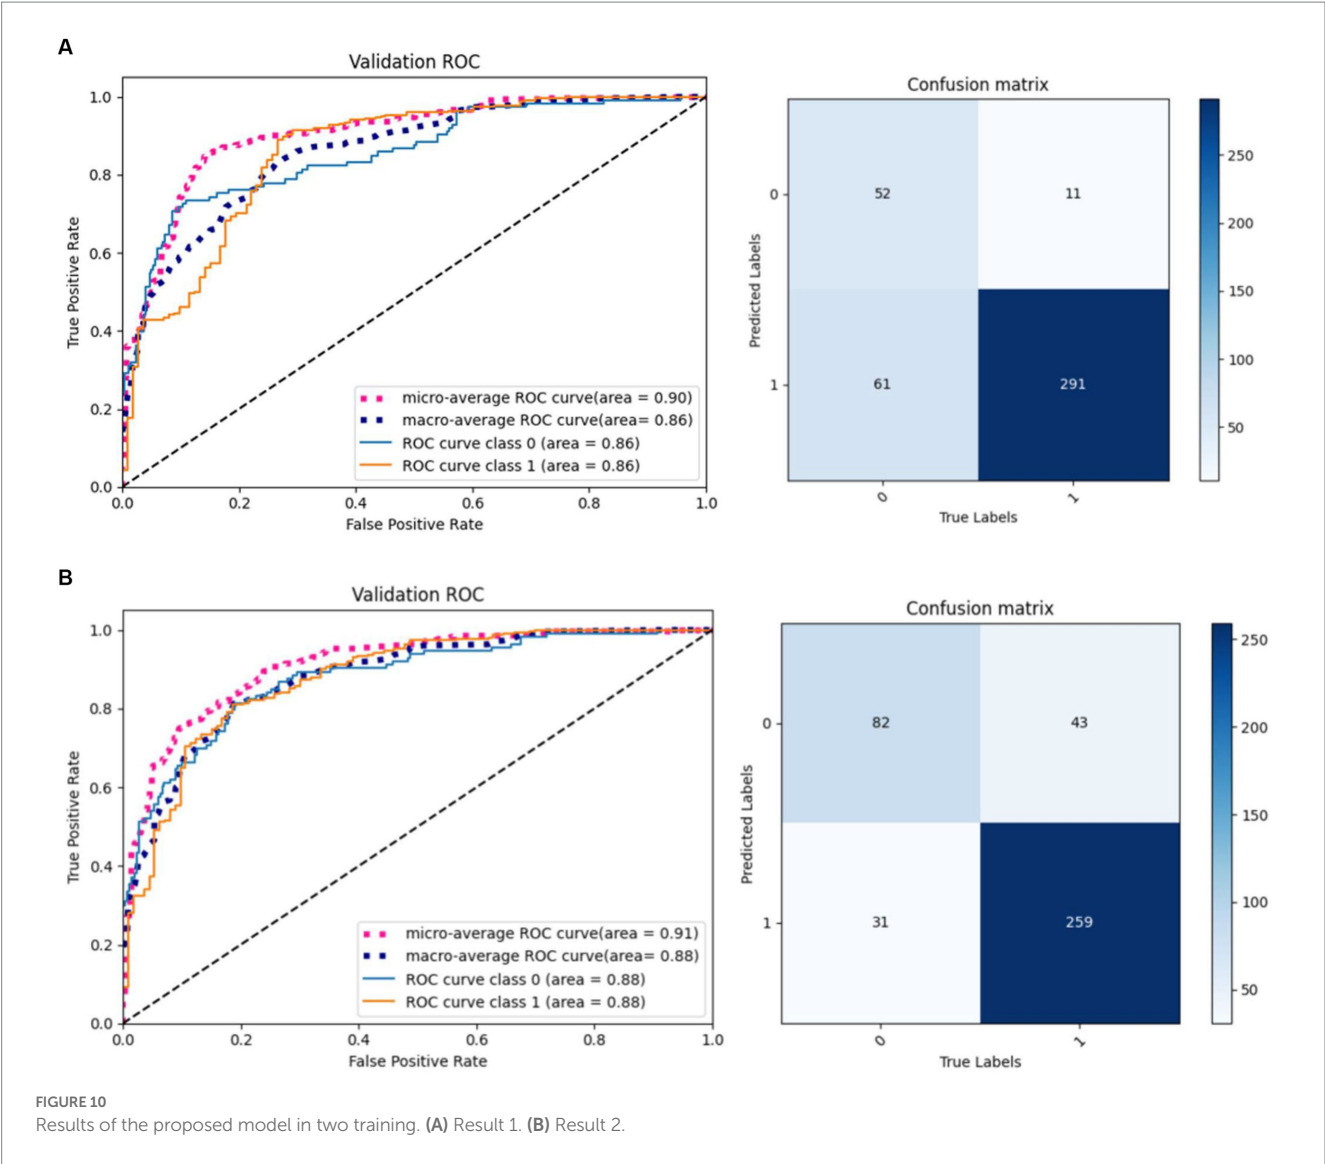 A
Validation ROC
1.0
0.8
0.6
0.4
0.2
0.0
True Positive Rate
micro-average ROC curve(area = 0.90)
macro-average ROC curve(area= 0.86)
ROC curve class 0 (area = 0.86)
ROC curve class 1 (area = 0.86)
0.0 0.2 0.4 0.6 0.8 1.0
False Positive Rate
Confusion matrix
Predicted Labels
0 52 11
1 61 291
0 1
True Labels
250
200
150
100
50
B
Validation ROC
1.0
0.8
0.6
0.4
0.2
0.0
True Positive Rate
micro-average ROC curve(area = 0.91)
macro-average ROC curve(area= 0.88)
ROC curve class 0 (area = 0.88)
ROC curve class 1 (area = 0.88)
0.0 0.2 0.4 0.6 0.8 1.0
False Positive Rate
Confusion matrix
Predicted Labels
0 82 43
1 31 259
0 1
True Labels
250
200
150
100
50
FIGURE 10
Results of the proposed model in two training. (A) Result 1. (B) Result 2.